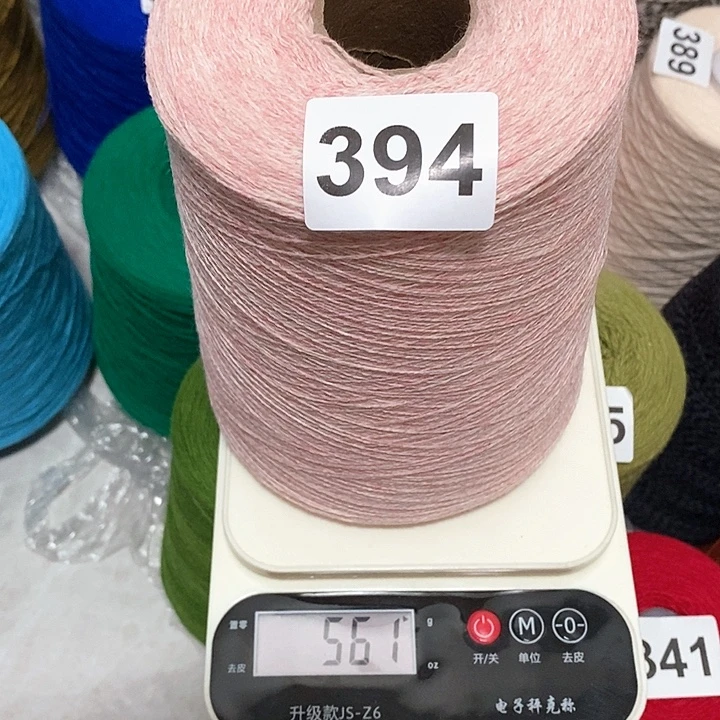 389
394
5
341
置零
561
g
M
-0-
去皮
oz
开/关
单位
去皮
升级款JS-Z6
电子秤克称